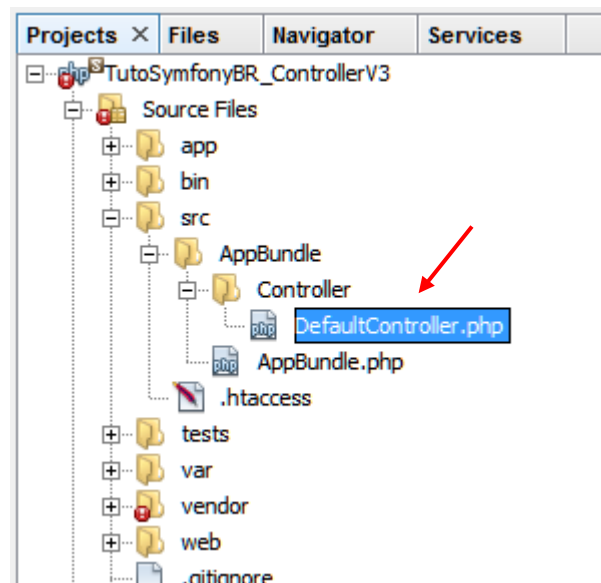 Projects × Files Navigator Services
TutoSymfonyBR_ControllerV3
Source Files
app
bin
src
AppBundle
Controller
DefaultController.php
AppBundle.php
.htaccess
tests
var
vendor
web
.gitignore